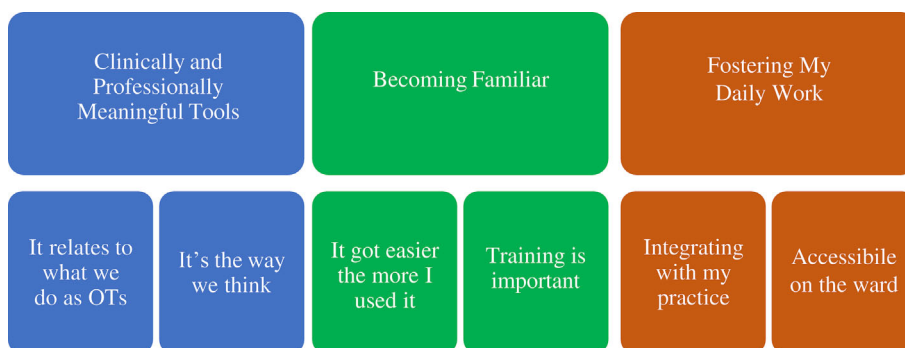 Clinically and
Professionally
Meaningful Tools
Becoming Familiar
Fostering My
Daily Work
It relates to
what we
do as OTs
It's the way
we think
It got easier
the more I
used it
Training is
important
Integrating
with my
practice
Accessibile
on the ward